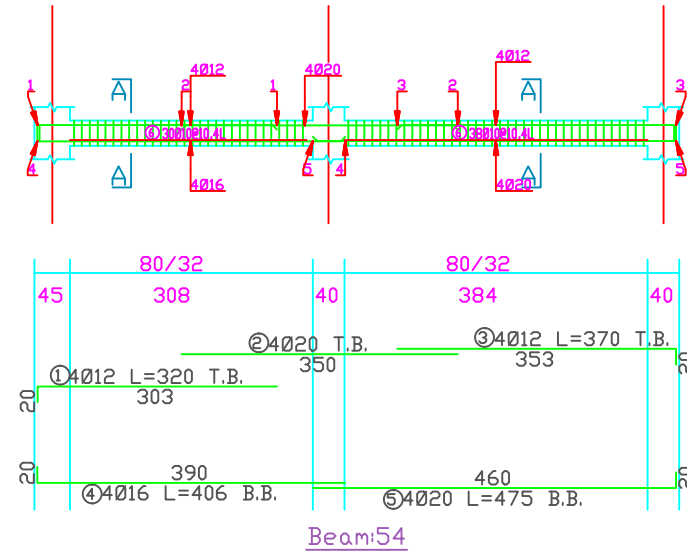 4Ø12 4Ø20 4Ø12
1 A 2 1 3 2 A 3
4 A 5 4 A 5
4Ø16 4Ø20
80/32 80/32
45 308 40 384 40
②4Ø20 T.B. ③4Ø12 L=370 T.B.
350 353
①4Ø12 L=320 T.B. 20
20 303
20 390 460 20
④4Ø16 L=406 B.B. ⑤4Ø20 L=475 B.B.
Beam:54